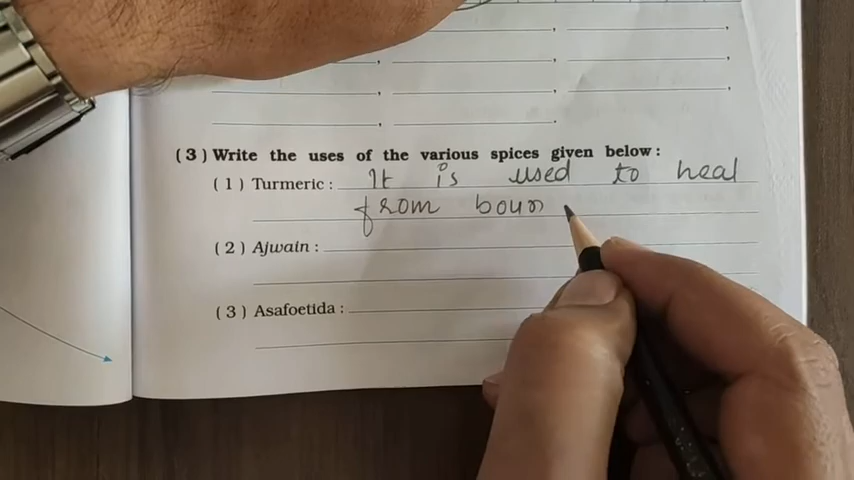 (3) Write the uses of the various spices given below :
(1) Turmeric : It is used to heal
from boun
(2) Ajwain :
(3) Asafoetida :